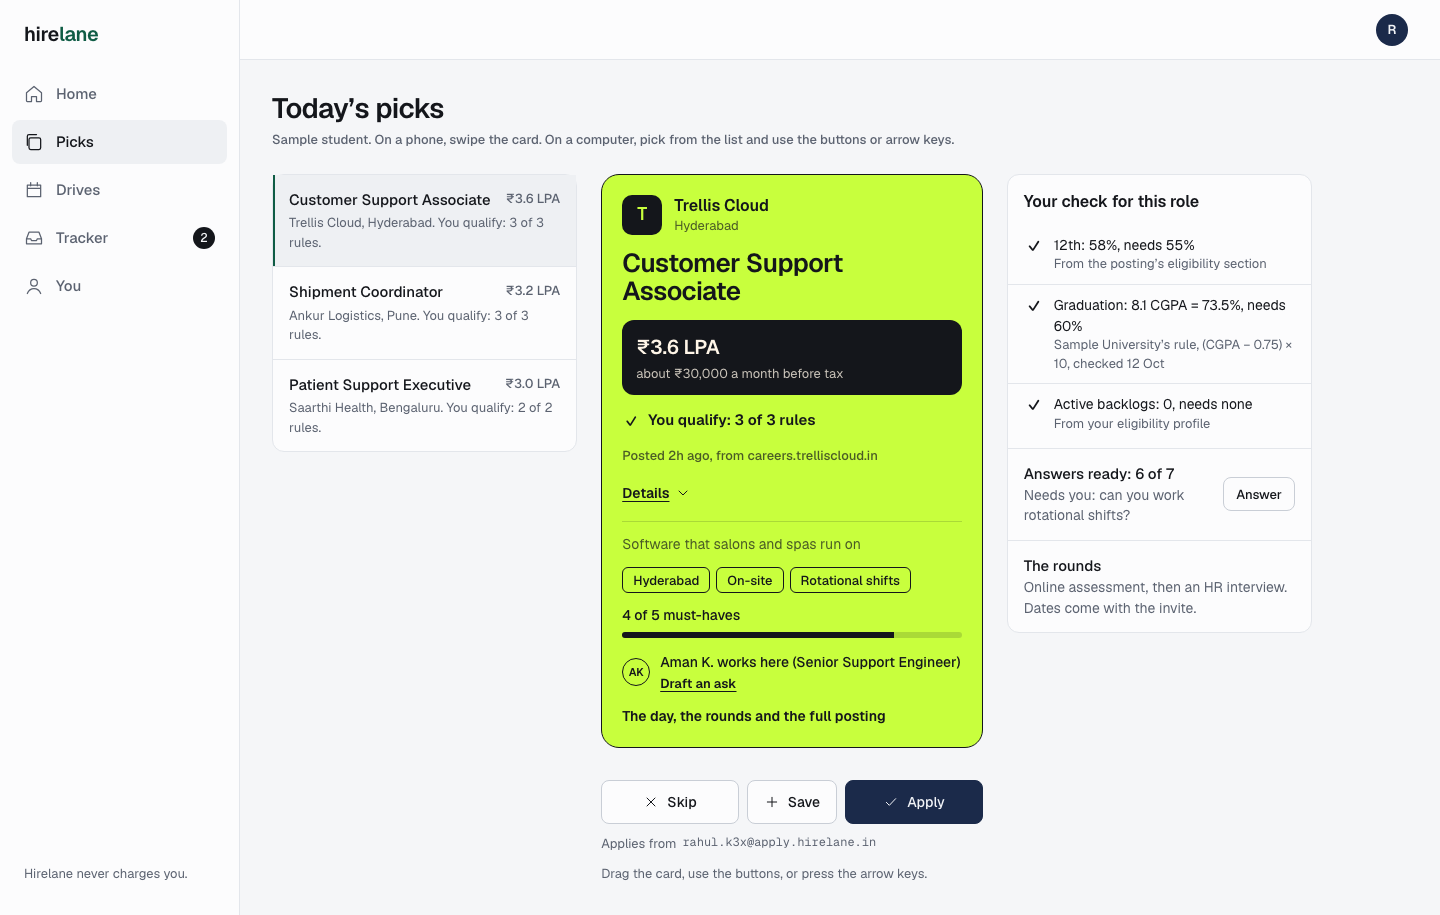 hirelane
Home
Picks
Drives
Tracker
2
You
Hirelane never charges you.
R
Today’s picks
Sample student. On a phone, swipe the card. On a computer, pick from the list and use the buttons or arrow keys.
Customer Support Associate
₹3.6 LPA
Trellis Cloud, Hyderabad. You qualify: 3 of 3
rules.
Shipment Coordinator
₹3.2 LPA
Ankur Logistics, Pune. You qualify: 3 of 3
rules.
Patient Support Executive
₹3.0 LPA
Saarthi Health, Bengaluru. You qualify: 2 of 2
rules.
T
Trellis Cloud
Hyderabad
Customer Support
Associate
₹3.6 LPA
about ₹30,000 a month before tax
You qualify: 3 of 3 rules
Posted 2h ago, from careers.trelliscloud.in
Details
Software that salons and spas run on
Hyderabad
On-site
Rotational shifts
4 of 5 must-haves
AK
Aman K. works here (Senior Support Engineer)
Draft an ask
The day, the rounds and the full posting
Skip
Save
Apply
Applies from rahul.k3x@apply.hirelane.in
Drag the card, use the buttons, or press the arrow keys.
Your check for this role
12th: 58%, needs 55%
From the posting’s eligibility section
Graduation: 8.1 CGPA = 73.5%, needs
60%
Sample University’s rule, (CGPA − 0.75) ×
10, checked 12 Oct
Active backlogs: 0, needs none
From your eligibility profile
Answers ready: 6 of 7
Needs you: can you work
rotational shifts?
Answer
The rounds
Online assessment, then an HR interview.
Dates come with the invite.